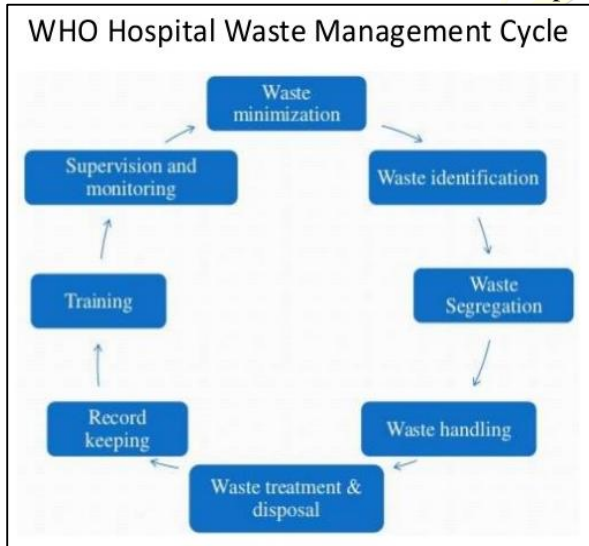 WHO Hospital Waste Management Cycle
Waste
minimization
Waste identification
Waste
Segregation
Waste handling
Waste treatment &
disposal
Record
keeping
Training
Supervision and
monitoring